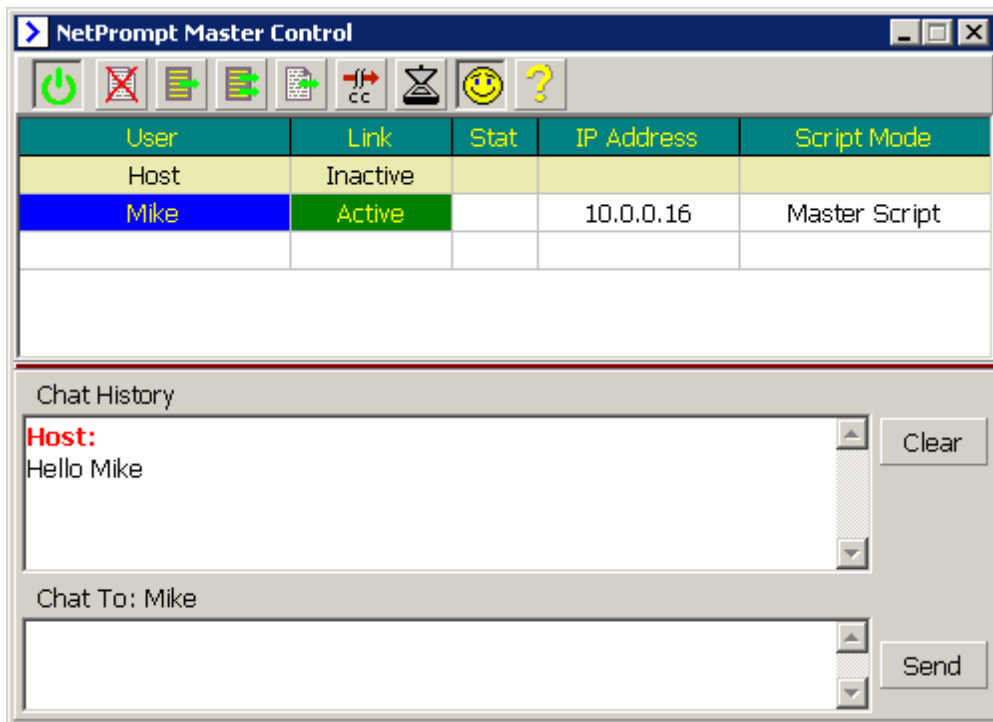 NetPrompt Master Control
cc
?
User Link Stat IP Address Script Mode
Host Inactive
Mike Active 10.0.0.16 Master Script
Chat History
Host:
Hello Mike
Clear
Chat To: Mike
Send